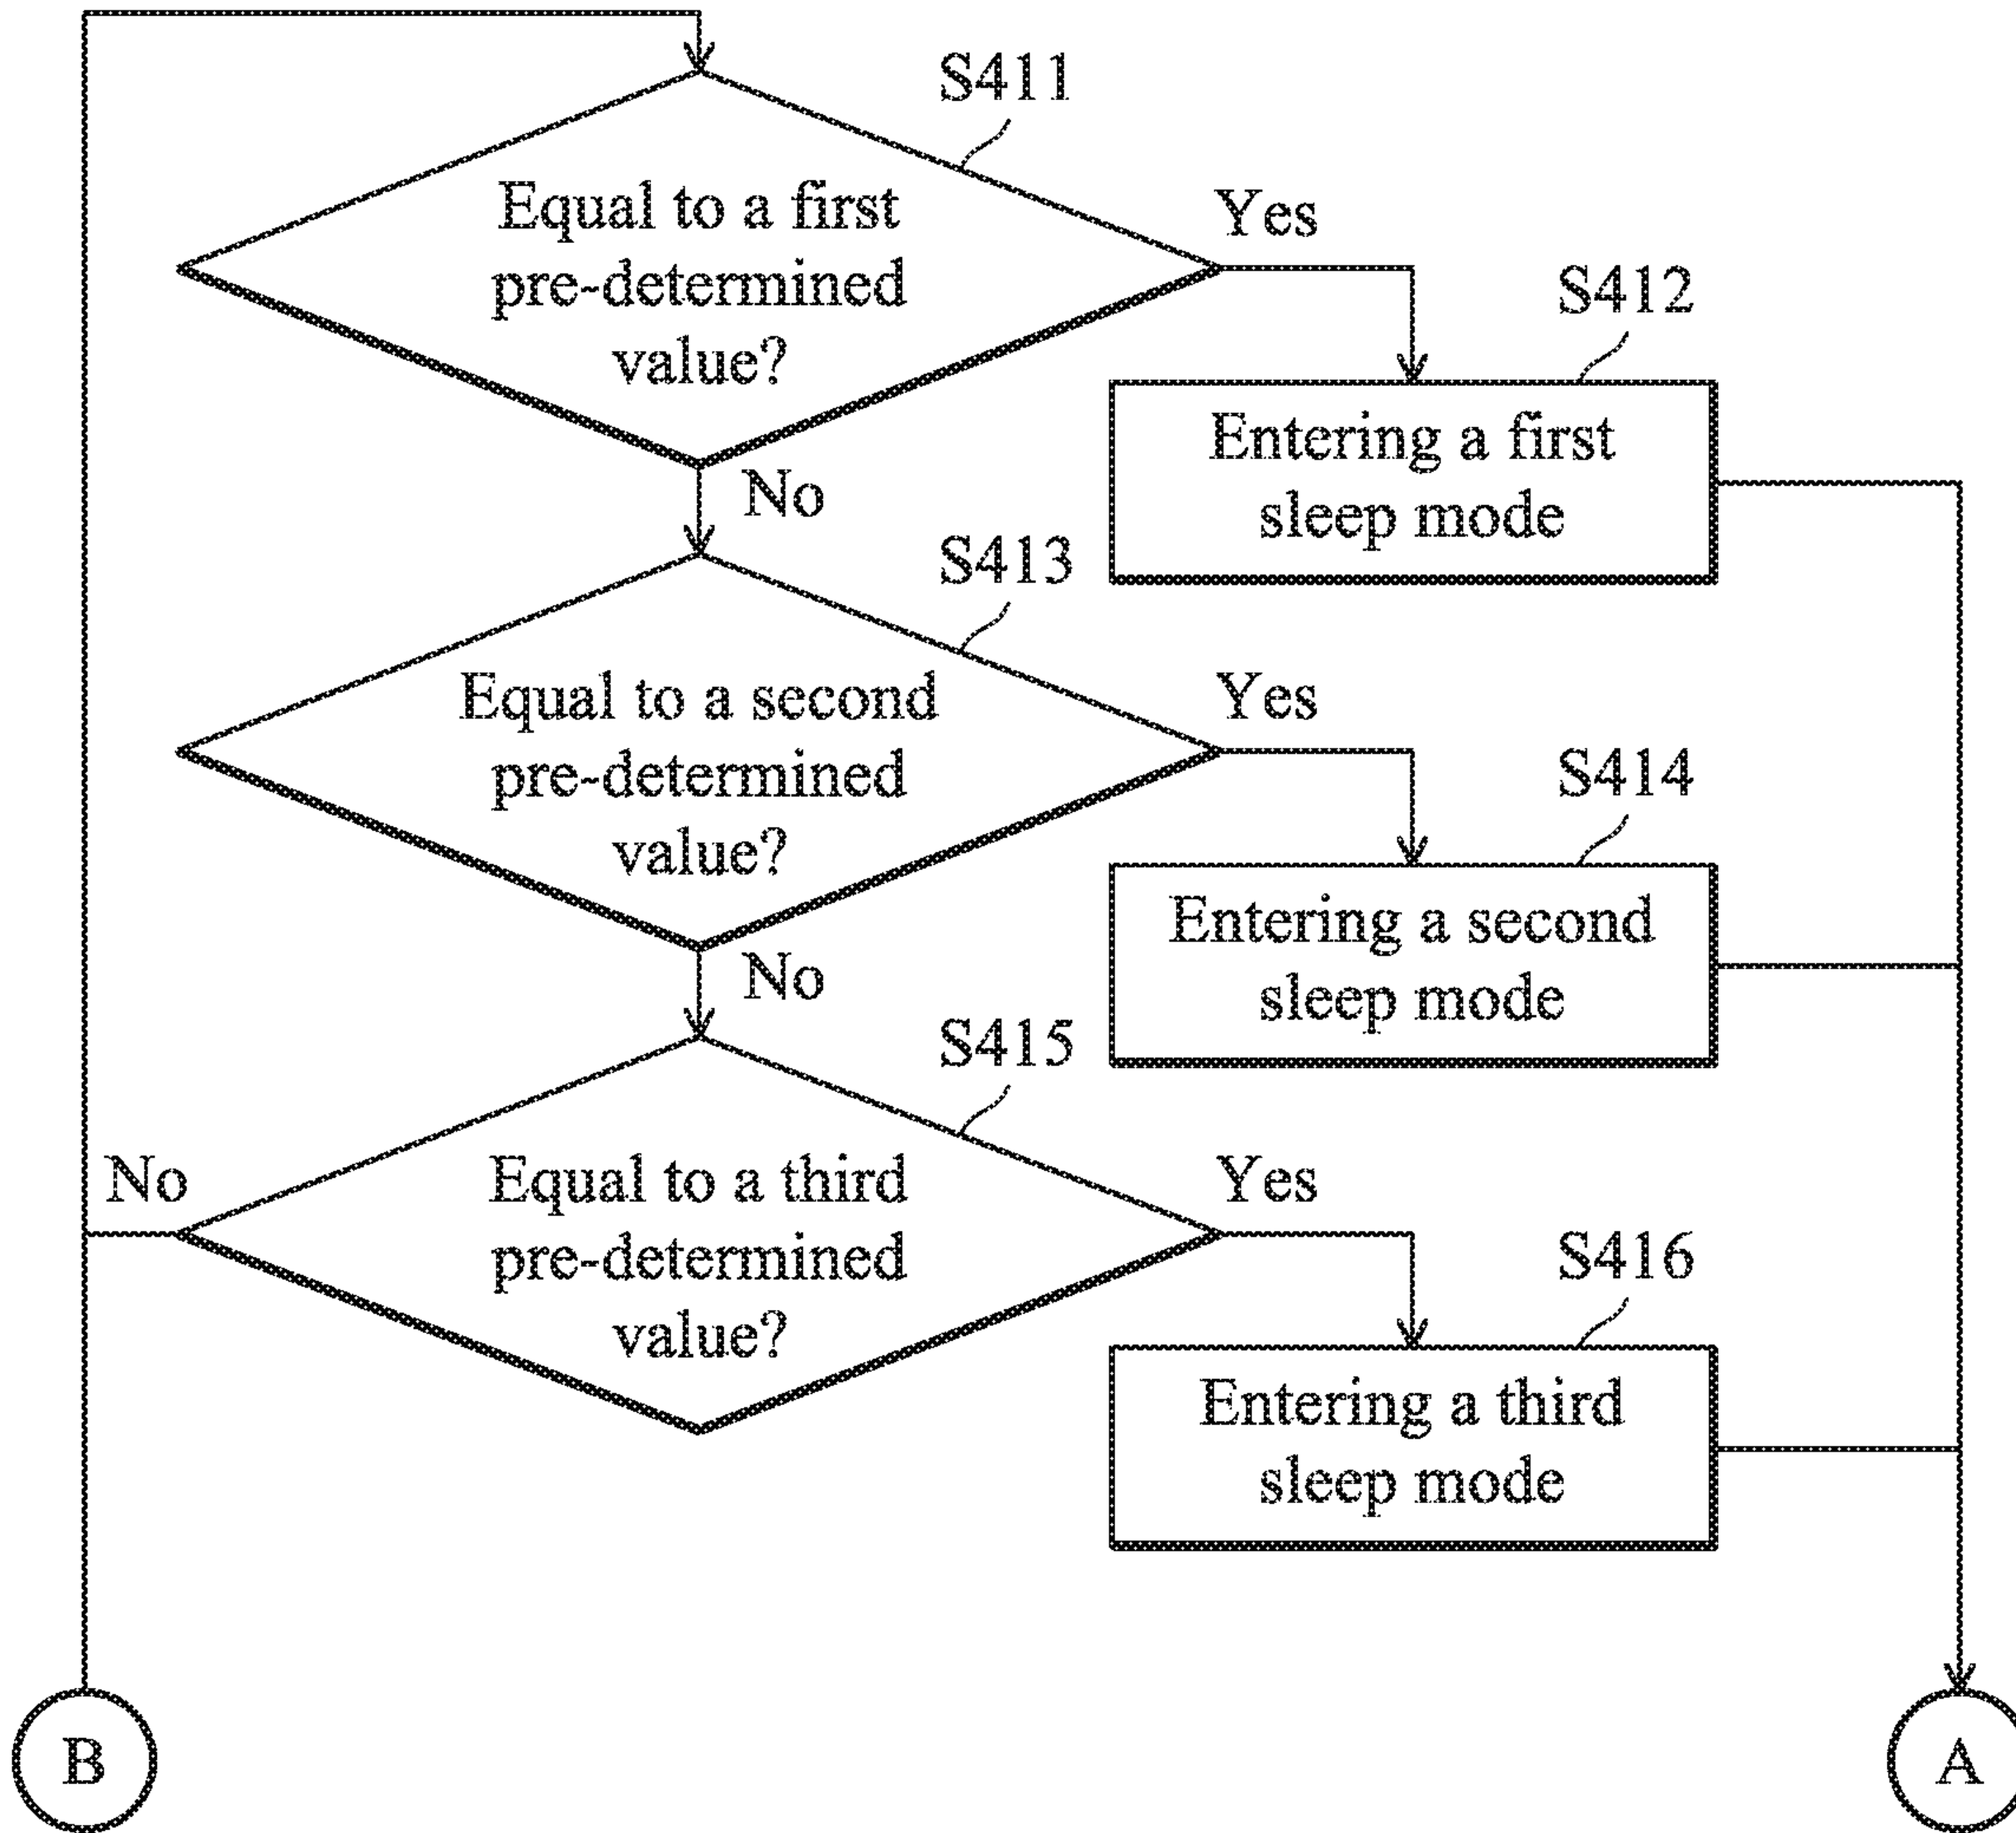 S411
Equal to a first
pre-determined
value?
Yes
S412
Entering a first
sleep mode
No
S413
Equal to a second
pre-determined
value?
Yes
S414
Entering a second
sleep mode
No
S415
Equal to a third
pre-determined
value?
No
Yes
S416
Entering a third
sleep mode
B
A